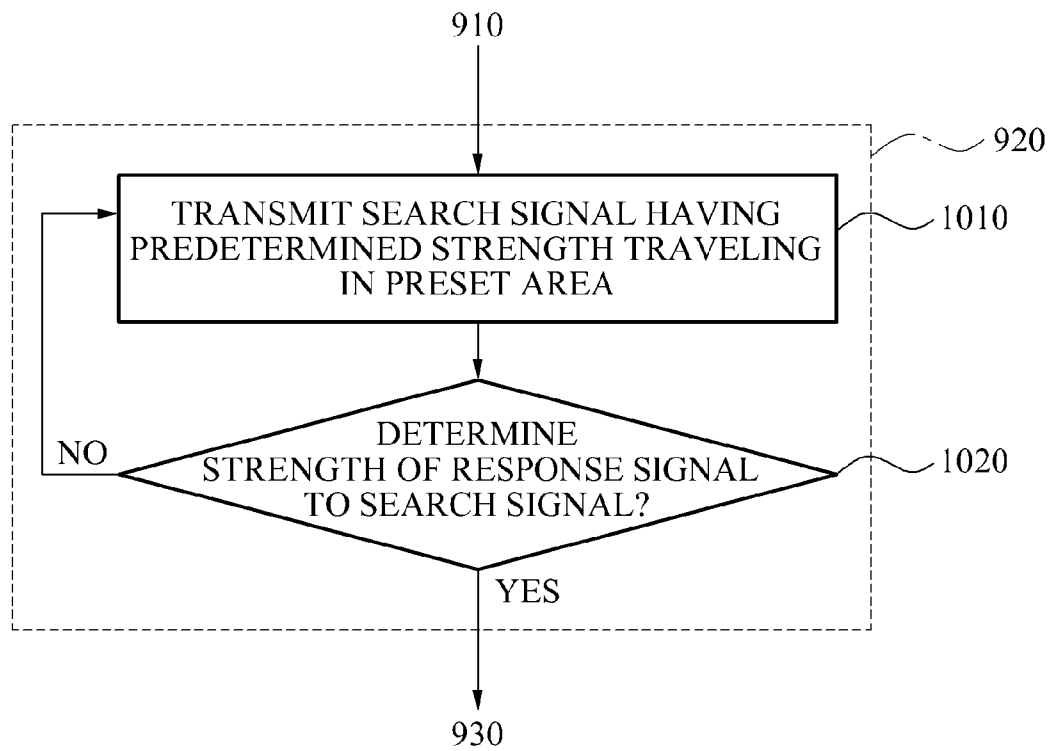 910
920
TRANSMIT SEARCH SIGNAL HAVING
PREDETERMINED STRENGTH TRAVELING
IN PRESET AREA
1010
DETERMINE
STRENGTH OF RESPONSE SIGNAL
TO SEARCH SIGNAL?
1020
NO
YES
930